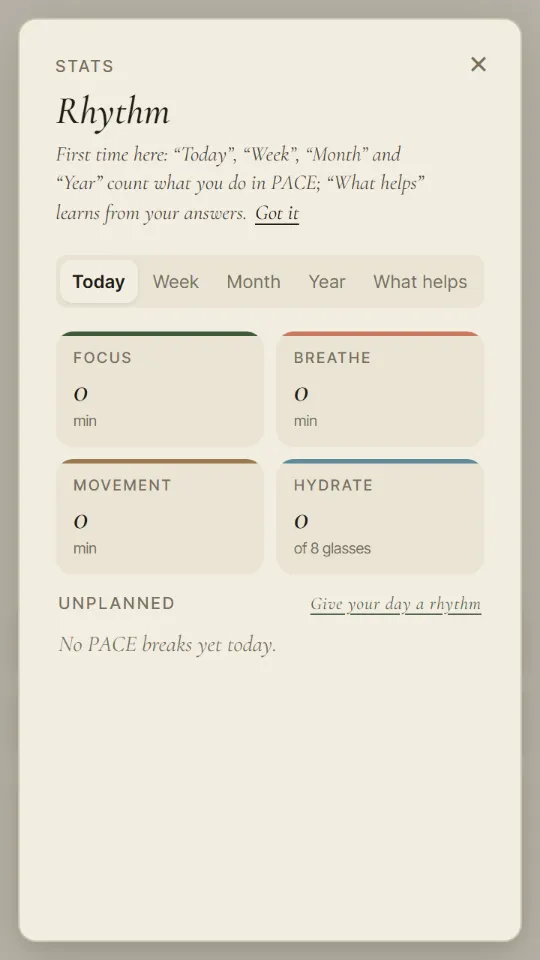 STATS
Rhythm
First time here: “Today”, “Week”, “Month” and
“Year” count what you do in PACE; “What helps”
learns from your answers. Got it
Today Week Month Year What helps
FOCUS
0
min
BREATHE
0
min
MOVEMENT
0
min
HYDRATE
0
of 8 glasses
UNPLANNED
Give your day a rhythm
No PACE breaks yet today.